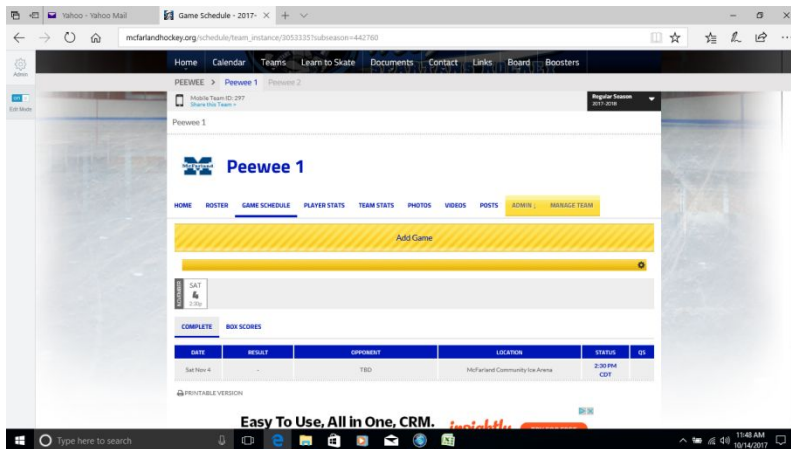 Yahoo - Yahoo Mail
Game Schedule - 2017-
mcfarlandhockey.org/schedule/team_instance/3053335?subseason=442760
Admin
Edit Mode
Home Calendar Teams Learn to Skate Documents Contact Links Board Boosters
PEEWEE > Peewee 1 Peewee 2
Mobile Team ID: 297
Share this Team »
Regular Season
2017-2018
Peewee 1
McFarland
Peewee 1
HOME ROSTER GAME SCHEDULE PLAYER STATS TEAM STATS PHOTOS VIDEOS POSTS ADMIN : MANAGE TEAM
Add Game
NOVEMBER
SAT
4
2:30p
COMPLETE BOX SCORES
DATE RESULT OPPONENT LOCATION STATUS QS
Sat Nov 4 - TBD McFarland Community Ice Arena 2:30 PM CDT
PRINTABLE VERSION
Easy To Use, All in One, CRM. insightly
Type here to search
11:48 AM
10/14/2017